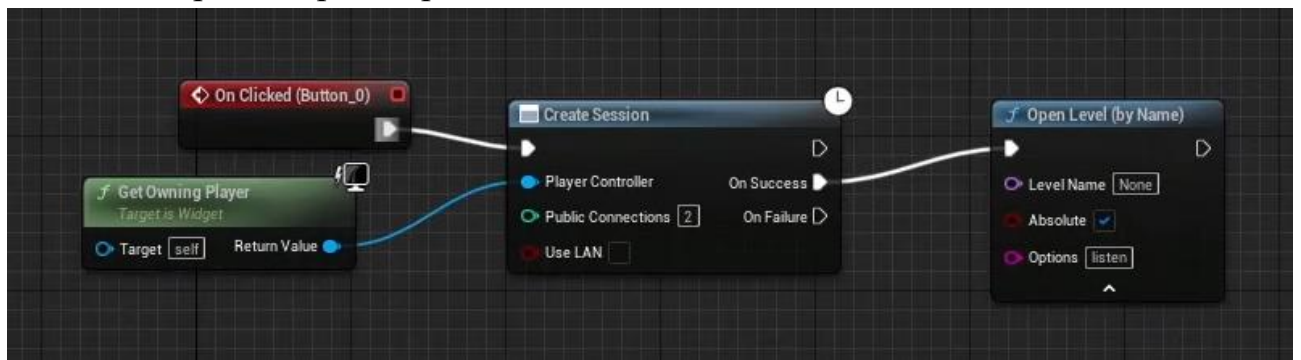 On Clicked (Button_0)
Get Owning Player
Target is Widget
Target self
Return Value
Create Session
Player Controller
On Success
Public Connections 2
On Failure
Use LAN
Open Level (by Name)
Level Name None
Absolute
Options listen